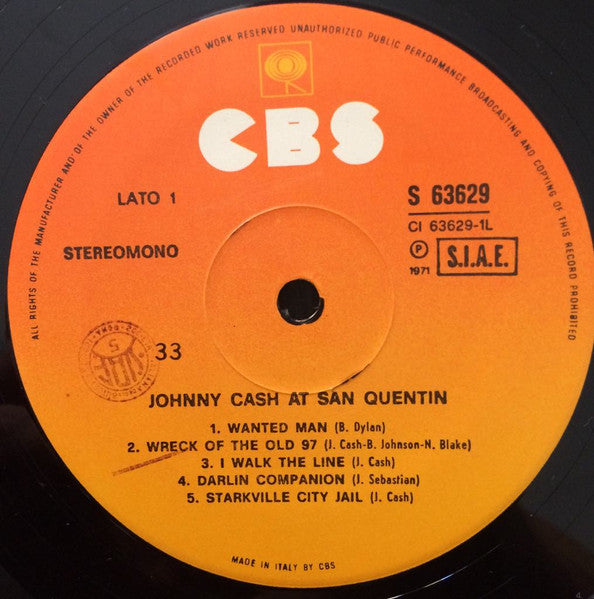 ALL RIGHTS OF THE MANUFACTURER AND OF THE OWNER OF THE RECORDED WORK RESERVED UNAUTHORIZED PUBLIC PERFORMANCE BROADCASTING AND COPYING OF THIS RECORD PROHIBITED
CBS
LATO 1
S 63629
CI 63629-1L
STEREOMONO
℗
1971
S.I.A.E.
33
JOHNNY CASH AT SAN QUENTIN
1. WANTED MAN (B. Dylan)
2. WRECK OF THE OLD 97 (J. Cash-B. Johnson-N. Blake)
3. I WALK THE LINE (J. Cash)
4. DARLIN COMPANION (J. Sebastian)
5. STARKVILLE CITY JAIL (J. Cash)
MADE IN ITALY BY CBS